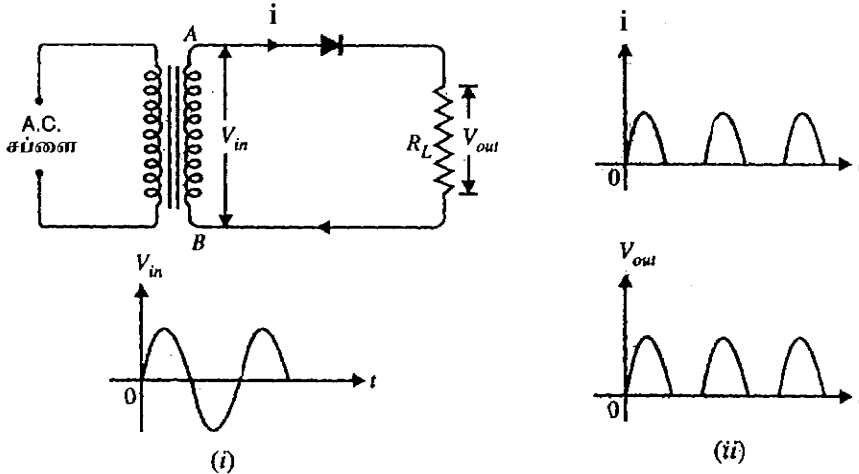 A
i
A.C.
சப்ளை
V_in
R_L
V_out
B
V_in
0
t
(i)
i
0
V_out
0
(ii)